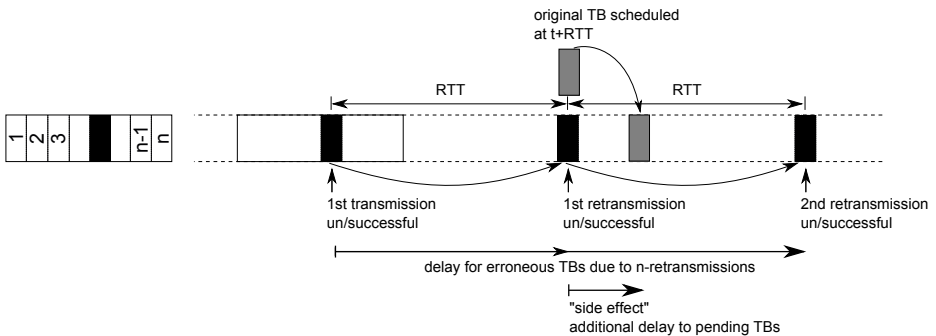 original TB scheduled
at t+RTT
RTT
RTT
1
2
3
n-1
n
1st transmission
un/successful
1st retransmission
un/successful
2nd retransmission
un/successful
delay for erroneous TBs due to n-retransmissions
"side effect"
additional delay to pending TBs